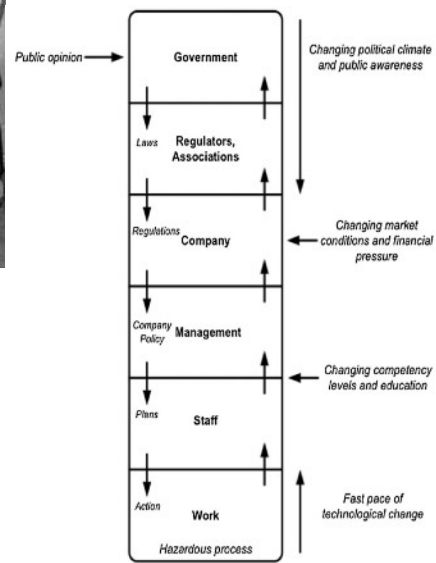 Public opinion
Government
Changing political climate
and public awareness
Laws
Regulators,
Associations
Regulations
Company
Changing market
conditions and financial
pressure
Company
Policy
Management
Changing competency
levels and education
Plans
Staff
Action
Work
Fast pace of
technological change
Hazardous process